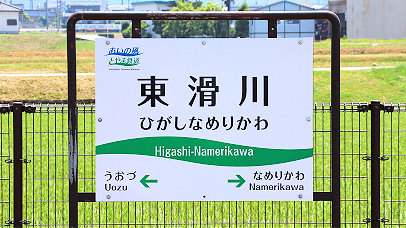 あいの風
とやま鉄道
東滑川
ひがしなめりかわ
Higashi-Namerikawa
うおづ なめりかわ
Uozu Namerikawa